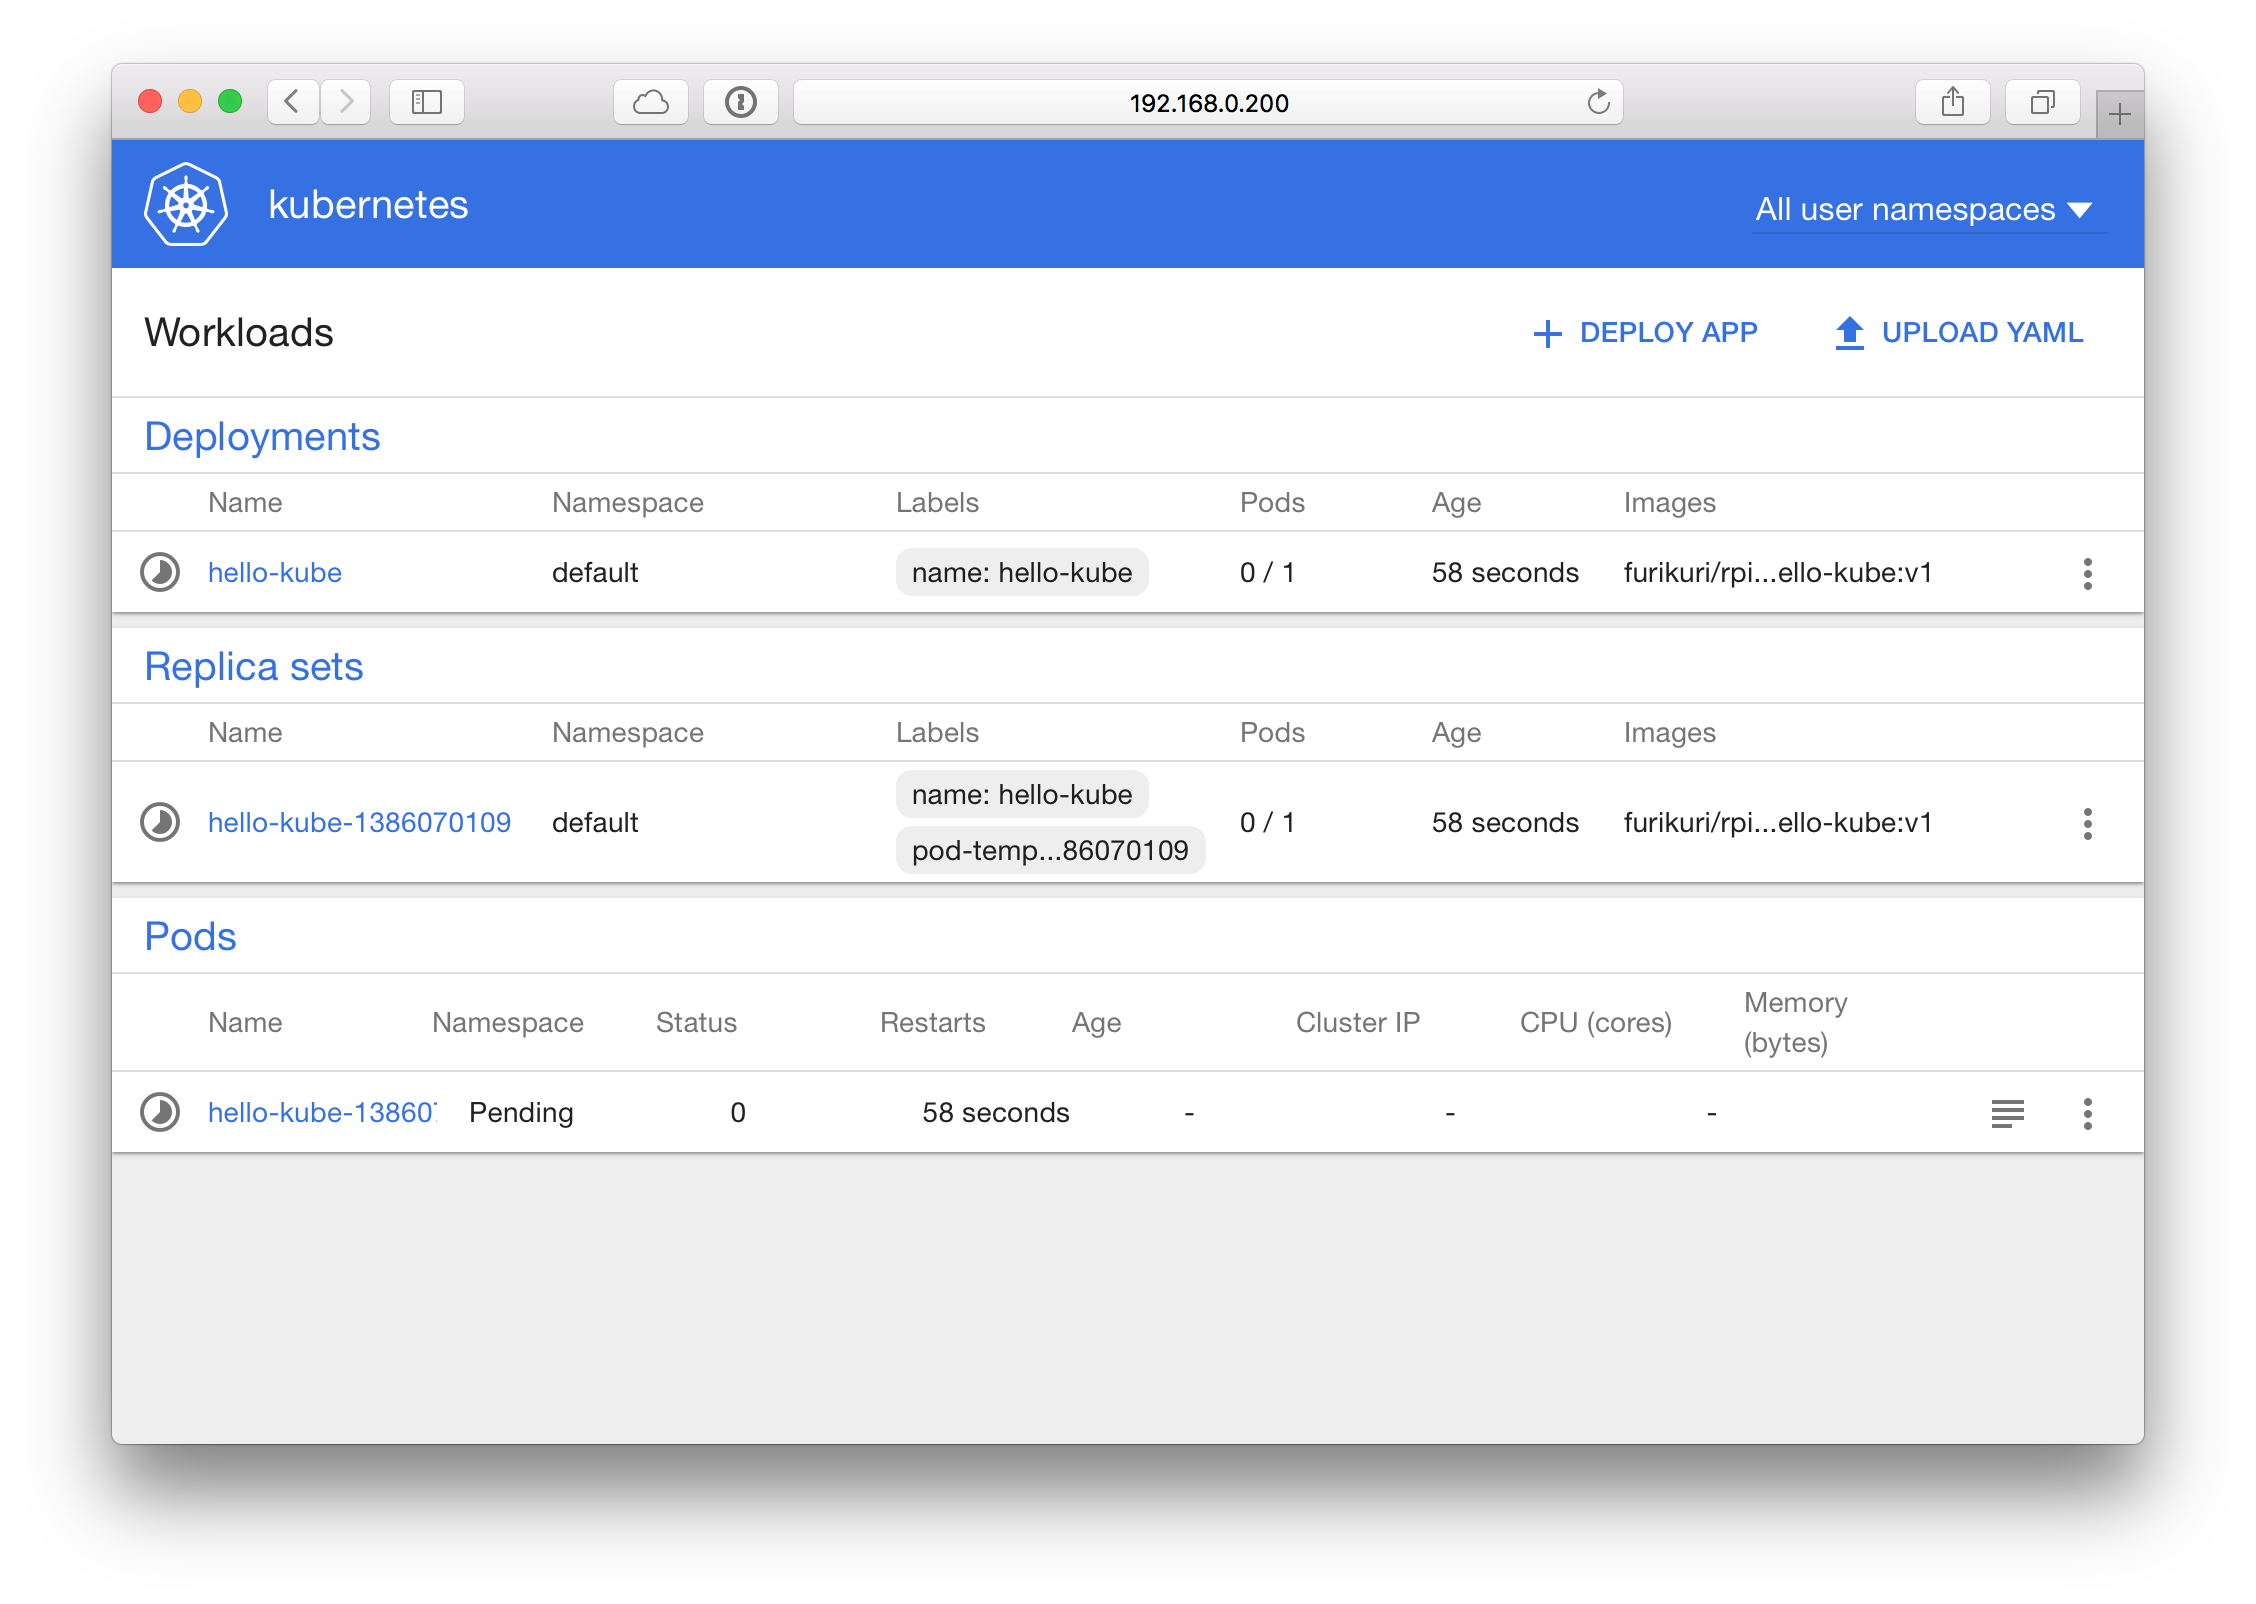 192.168.0.200
kubernetes All user namespaces
Workloads DEPLOY APP UPLOAD YAML
Deployments
Name Namespace Labels Pods Age Images
hello-kube default name: hello-kube 0 / 1 58 seconds furikuri/rpi...ello-kube:v1
Replica sets
Name Namespace Labels Pods Age Images
name: hello-kube
hello-kube-1386070109 default 0 / 1 58 seconds furikuri/rpi...ello-kube:v1
pod-temp...86070109
Pods
Name Namespace Status Restarts Age Cluster IP CPU (cores) Memory
(bytes)
hello-kube-13860 Pending 0 58 seconds - - -